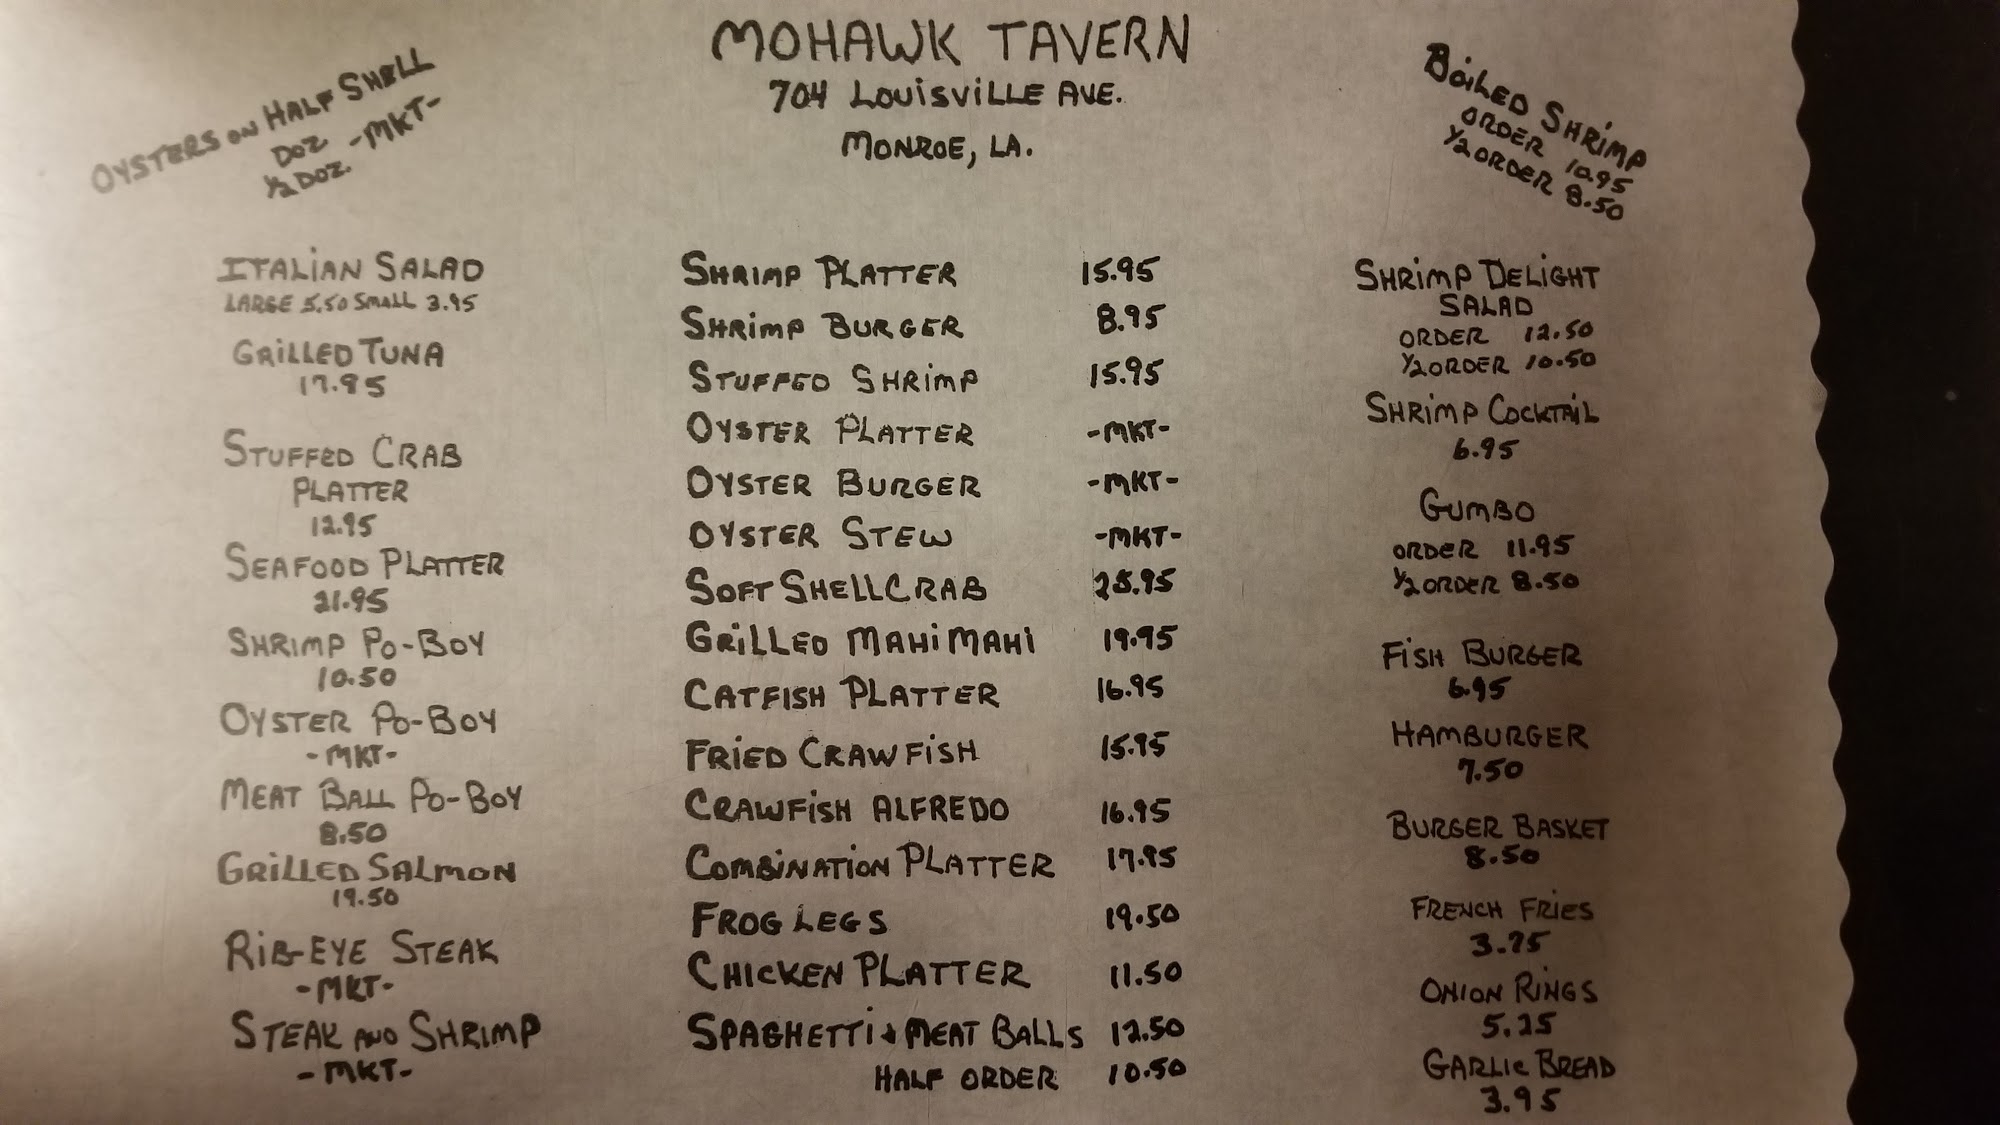 MOHAWK TAVERN
704 LOUISVILLE AVE.
MONROE, LA.
OYSTERS ON HALF SHELL
DOZ
-MKT-
1/2 DOZ.
BOILED SHRIMP
ORDER 10.95
1/2 ORDER 8.50
ITALIAN SALAD
LARGE 5.50 SMALL 3.95
GRILLED TUNA
17.95
STUFFED CRAB
PLATTER
12.95
SEAFOOD PLATTER
21.95
SHRIMP PO-BOY
10.50
OYSTER PO-BOY
-MKT-
MEAT BALL PO-BOY
8.50
GRILLED SALMON
19.50
RIB-EYE STEAK
-MKT-
STEAK AND SHRIMP
-MKT-
SHRIMP PLATTER 15.95
SHRIMP BURGER 8.95
STUFFED SHRIMP 15.95
OYSTER PLATTER -MKT-
OYSTER BURGER -MKT-
OYSTER STEW -MKT-
SOFT SHELL CRAB
GRILLED MAHI MAHI 19.95
CATFISH PLATTER 16.95
FRIED CRAWFISH 15.95
CRAWFISH ALFREDO 16.95
COMBINATION PLATTER 17.95
FROG LEGS 19.50
CHICKEN PLATTER 11.50
SPAGHETTI & MEAT BALLS 12.50
HALF ORDER 10.50
SHRIMP DELIGHT
SALAD
ORDER 12.50
1/2 ORDER 10.50
SHRIMP COCKTAIL
6.95
GUMBO
ORDER 11.95
1/2 ORDER 8.50
FISH BURGER
6.95
HAMBURGER
7.50
BURGER BASKET
8.50
FRENCH FRIES
3.75
ONION RINGS
5.25
GARLIC BREAD
3.95